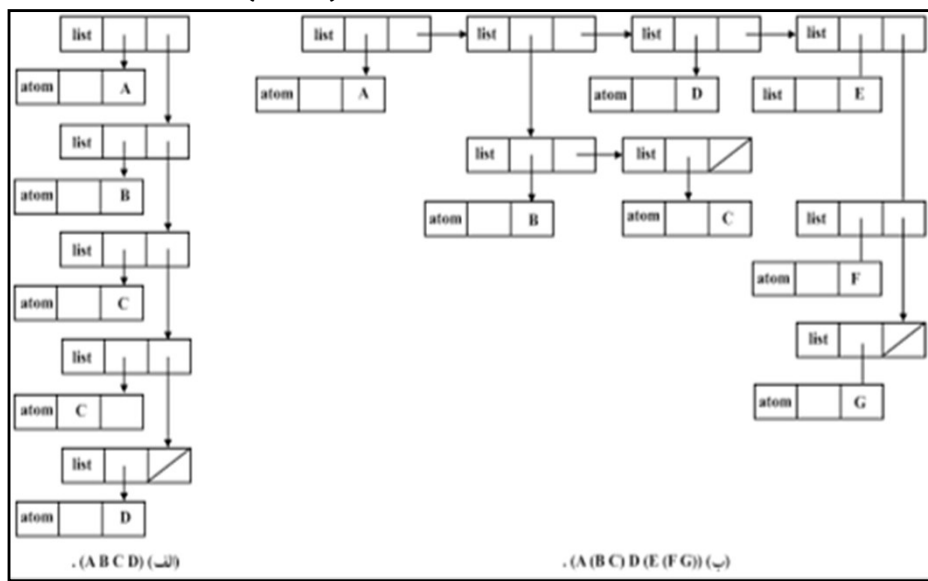 list list list list list
atom A atom A atom D list E
list list list
atom B atom B atom C list
list atom F
atom C list
list atom G
atom C
list
atom D
. (A B C D) (الف) . (A (B C) D (E (F G)) (ب)